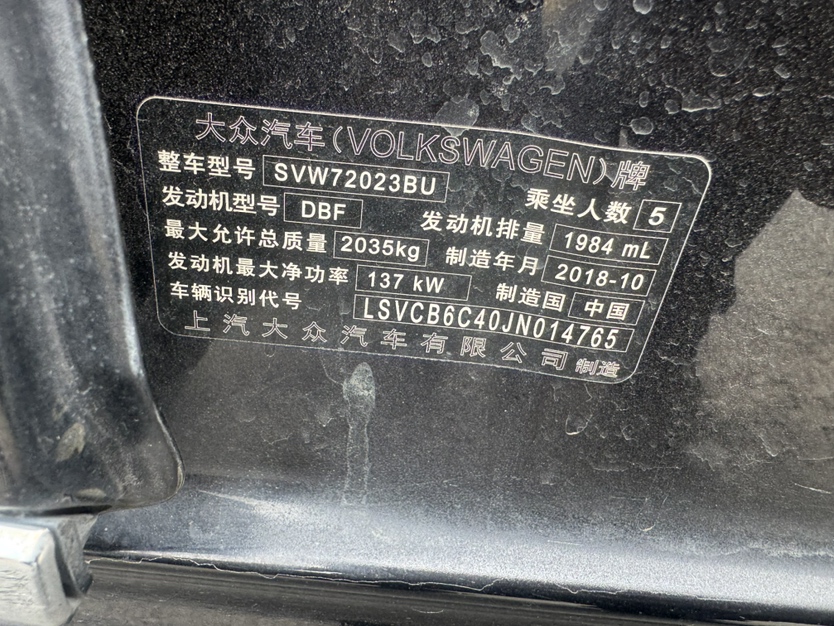 大众汽车(VOLKSWAGEN)牌
整车型号 SVW72023BU 乘坐人数 5
发动机型号 DBF 发动机排量 1984 mL
最大允许总质量 2035kg 制造年月 2018-10
发动机最大净功率 137 kW 制造国 中国
车辆识别代号 LSVCB6C40JN014765
上汽大众汽车有限公司 制造